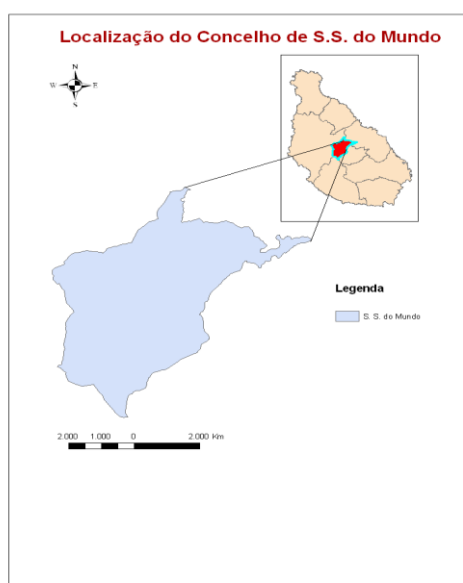 Localização do Concelho de S.S. do Mundo
N
W E
S
Legenda
S. S. do Mundo
2.000 1.000 0 2.000 Km